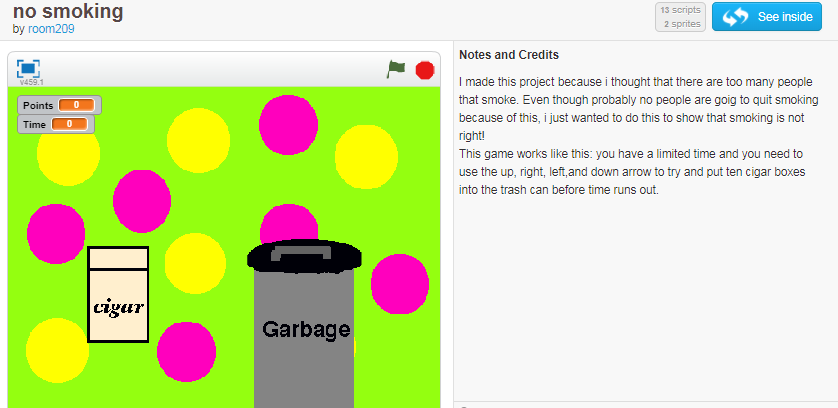 no smoking
by room209
13 scripts
2 sprites
See inside
v459.1
Points 0
Time 0
cigar
Garbage
Notes and Credits
I made this project because i thought that there are too many people
that smoke. Even though probably no people are goig to quit smoking
because of this, i just wanted to do this to show that smoking is not
right!
This game works like this: you have a limited time and you need to
use the up, right, left,and down arrow to try and put ten cigar boxes
into the trash can before time runs out.